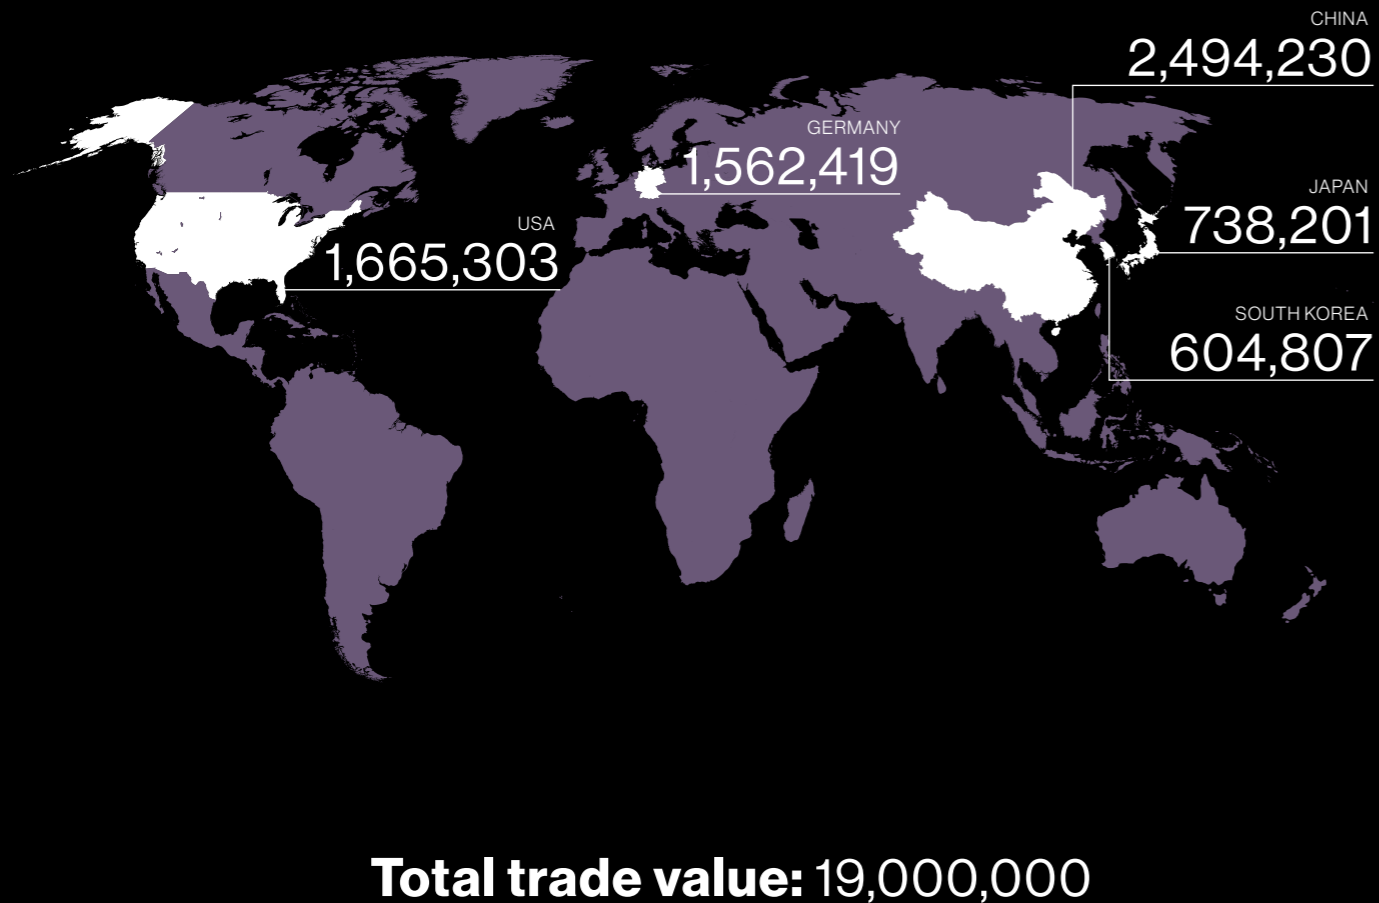 CHINA
2,494,230
GERMANY
1,562,419
JAPAN
738,201
USA
1,665,303
SOUTH KOREA
604,807
Total trade value: 19,000,000